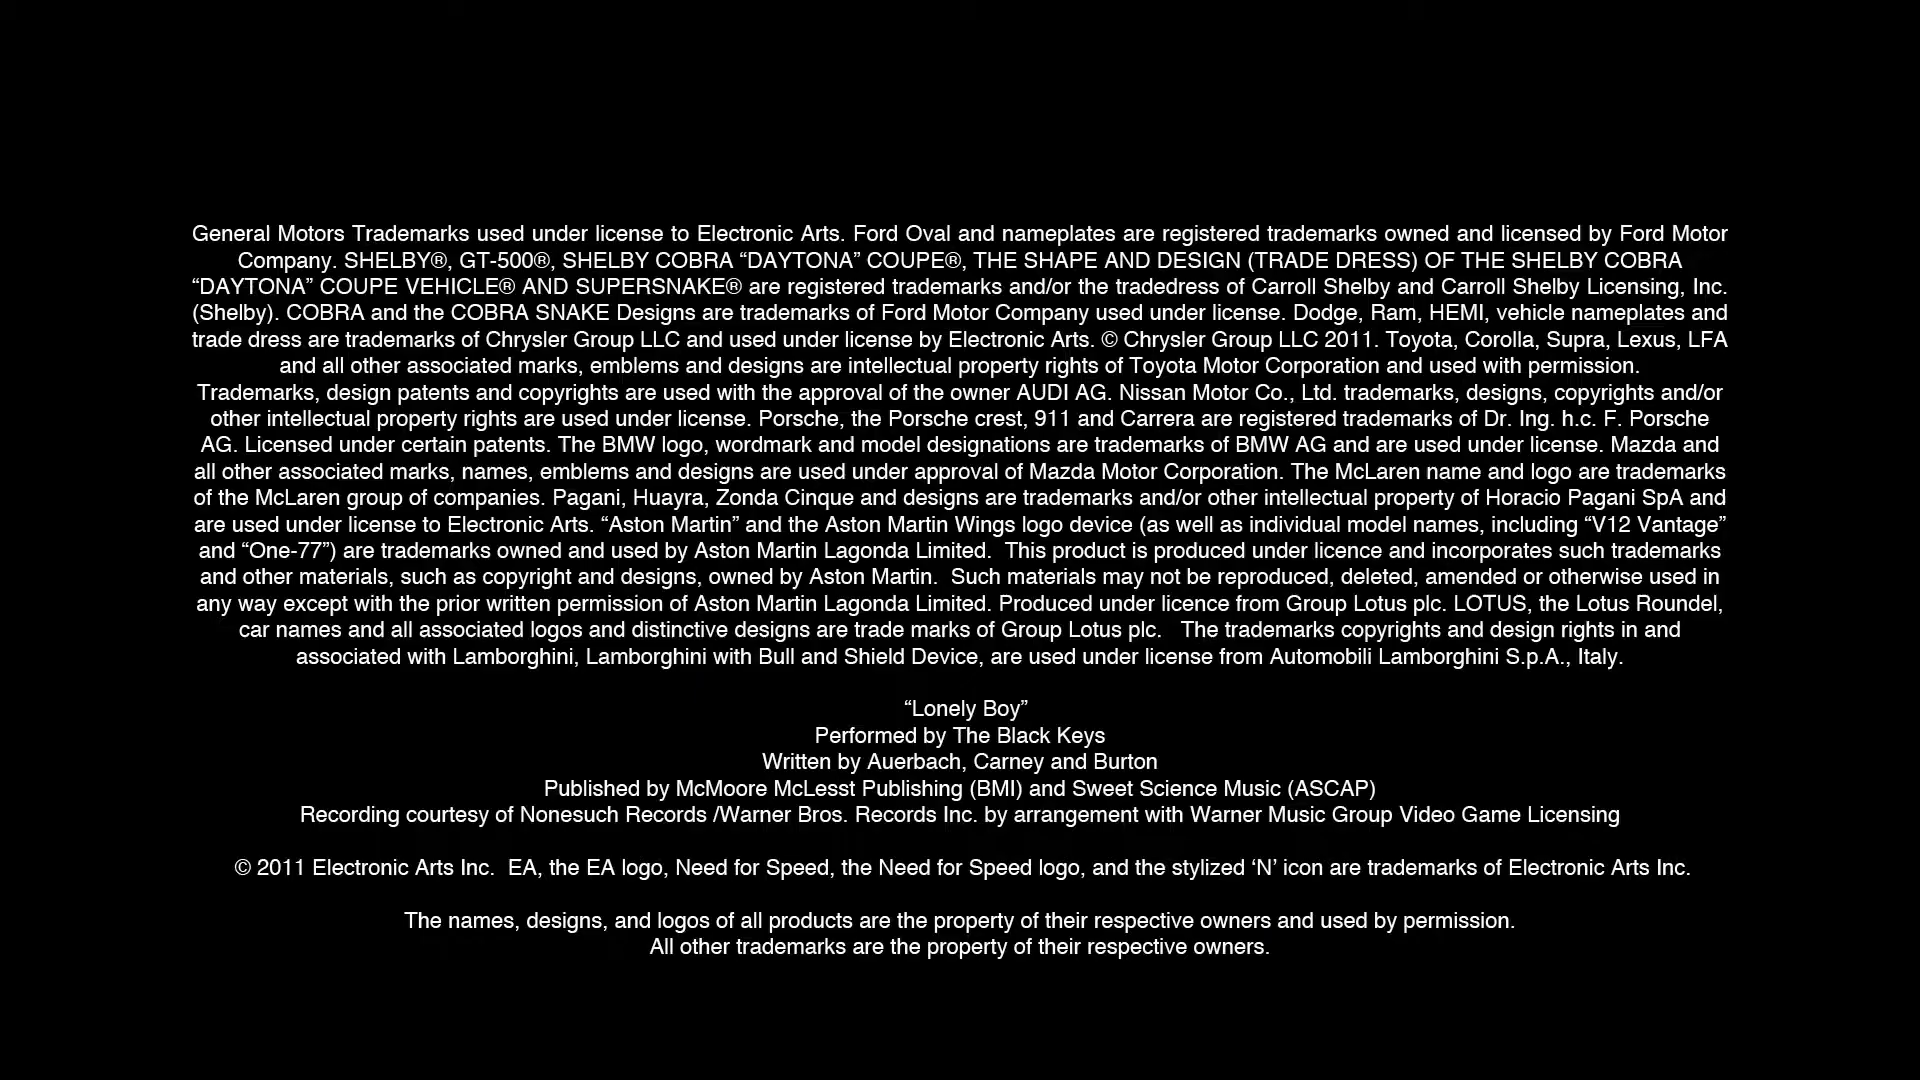 General Motors Trademarks used under license to Electronic Arts. Ford Oval and nameplates are registered trademarks owned and licensed by Ford Motor
Company. SHELBY®, GT-500®, SHELBY COBRA “DAYTONA” COUPE®, THE SHAPE AND DESIGN (TRADE DRESS) OF THE SHELBY COBRA
“DAYTONA” COUPE VEHICLE® AND SUPERSNAKE® are registered trademarks and/or the tradedress of Carroll Shelby and Carroll Shelby Licensing, Inc.
(Shelby). COBRA and the COBRA SNAKE Designs are trademarks of Ford Motor Company used under license. Dodge, Ram, HEMI, vehicle nameplates and
trade dress are trademarks of Chrysler Group LLC and used under license by Electronic Arts. © Chrysler Group LLC 2011. Toyota, Corolla, Supra, Lexus, LFA
and all other associated marks, emblems and designs are intellectual property rights of Toyota Motor Corporation and used with permission.
Trademarks, design patents and copyrights are used with the approval of the owner AUDI AG. Nissan Motor Co., Ltd. trademarks, designs, copyrights and/or
other intellectual property rights are used under license. Porsche, the Porsche crest, 911 and Carrera are registered trademarks of Dr. Ing. h.c. F. Porsche
AG. Licensed under certain patents. The BMW logo, wordmark and model designations are trademarks of BMW AG and are used under license. Mazda and
all other associated marks, names, emblems and designs are used under approval of Mazda Motor Corporation. The McLaren name and logo are trademarks
of the McLaren group of companies. Pagani, Huayra, Zonda Cinque and designs are trademarks and/or other intellectual property of Horacio Pagani SpA and
are used under license to Electronic Arts. “Aston Martin” and the Aston Martin Wings logo device (as well as individual model names, including “V12 Vantage”
and “One-77”) are trademarks owned and used by Aston Martin Lagonda Limited.  This product is produced under licence and incorporates such trademarks
and other materials, such as copyright and designs, owned by Aston Martin.  Such materials may not be reproduced, deleted, amended or otherwise used in
any way except with the prior written permission of Aston Martin Lagonda Limited. Produced under licence from Group Lotus plc. LOTUS, the Lotus Roundel,
car names and all associated logos and distinctive designs are trade marks of Group Lotus plc.   The trademarks copyrights and design rights in and
associated with Lamborghini, Lamborghini with Bull and Shield Device, are used under license from Automobili Lamborghini S.p.A., Italy.
“Lonely Boy”
Performed by The Black Keys
Written by Auerbach, Carney and Burton
Published by McMoore McLesst Publishing (BMI) and Sweet Science Music (ASCAP)
Recording courtesy of Nonesuch Records /Warner Bros. Records Inc. by arrangement with Warner Music Group Video Game Licensing
© 2011 Electronic Arts Inc.  EA, the EA logo, Need for Speed, the Need for Speed logo, and the stylized ‘N’ icon are trademarks of Electronic Arts Inc.
The names, designs, and logos of all products are the property of their respective owners and used by permission.
All other trademarks are the property of their respective owners.